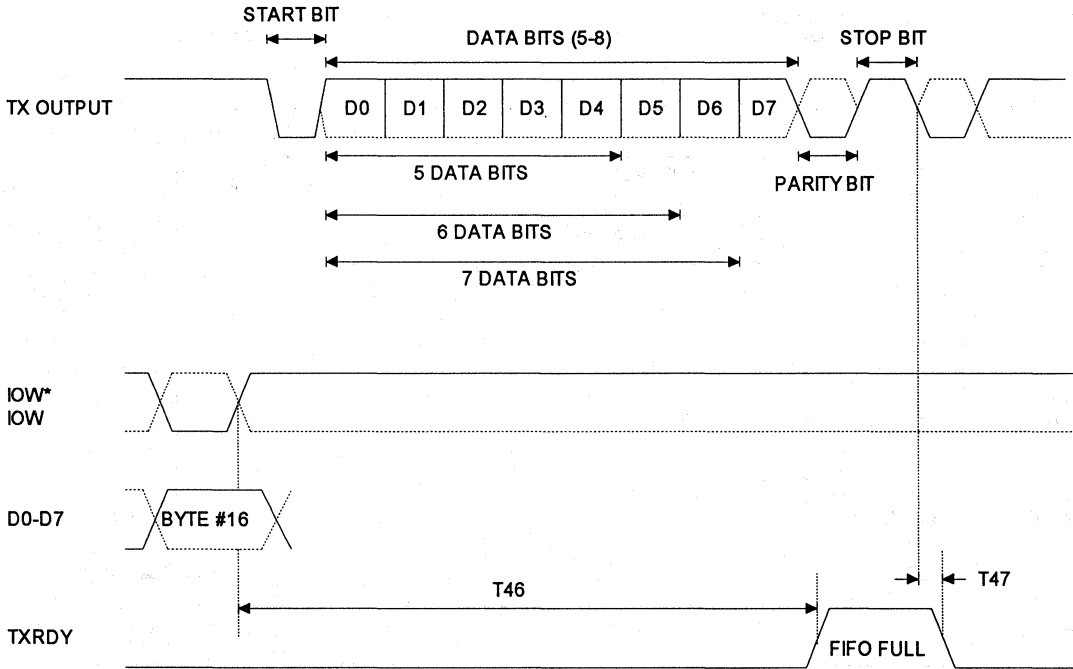 START BIT
DATA BITS (5-8)
STOP BIT
TX OUTPUT
D0 D1 D2 D3 D4 D5 D6 D7
5 DATA BITS
PARITY BIT
6 DATA BITS
7 DATA BITS
IOW*
IOW
D0-D7
BYTE #16
T46
T47
TXRDY
FIFO FULL